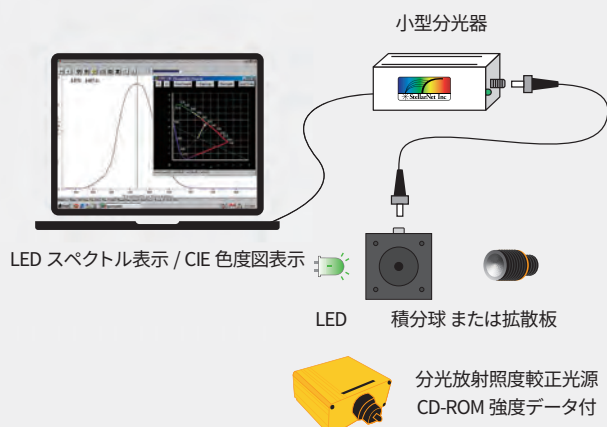 小型分光器
StellarNet Inc
LED スペクトル表示 / CIE 色度図表示
LED
積分球 または拡散板
分光放射照度較正光源
CD-ROM 強度データ付